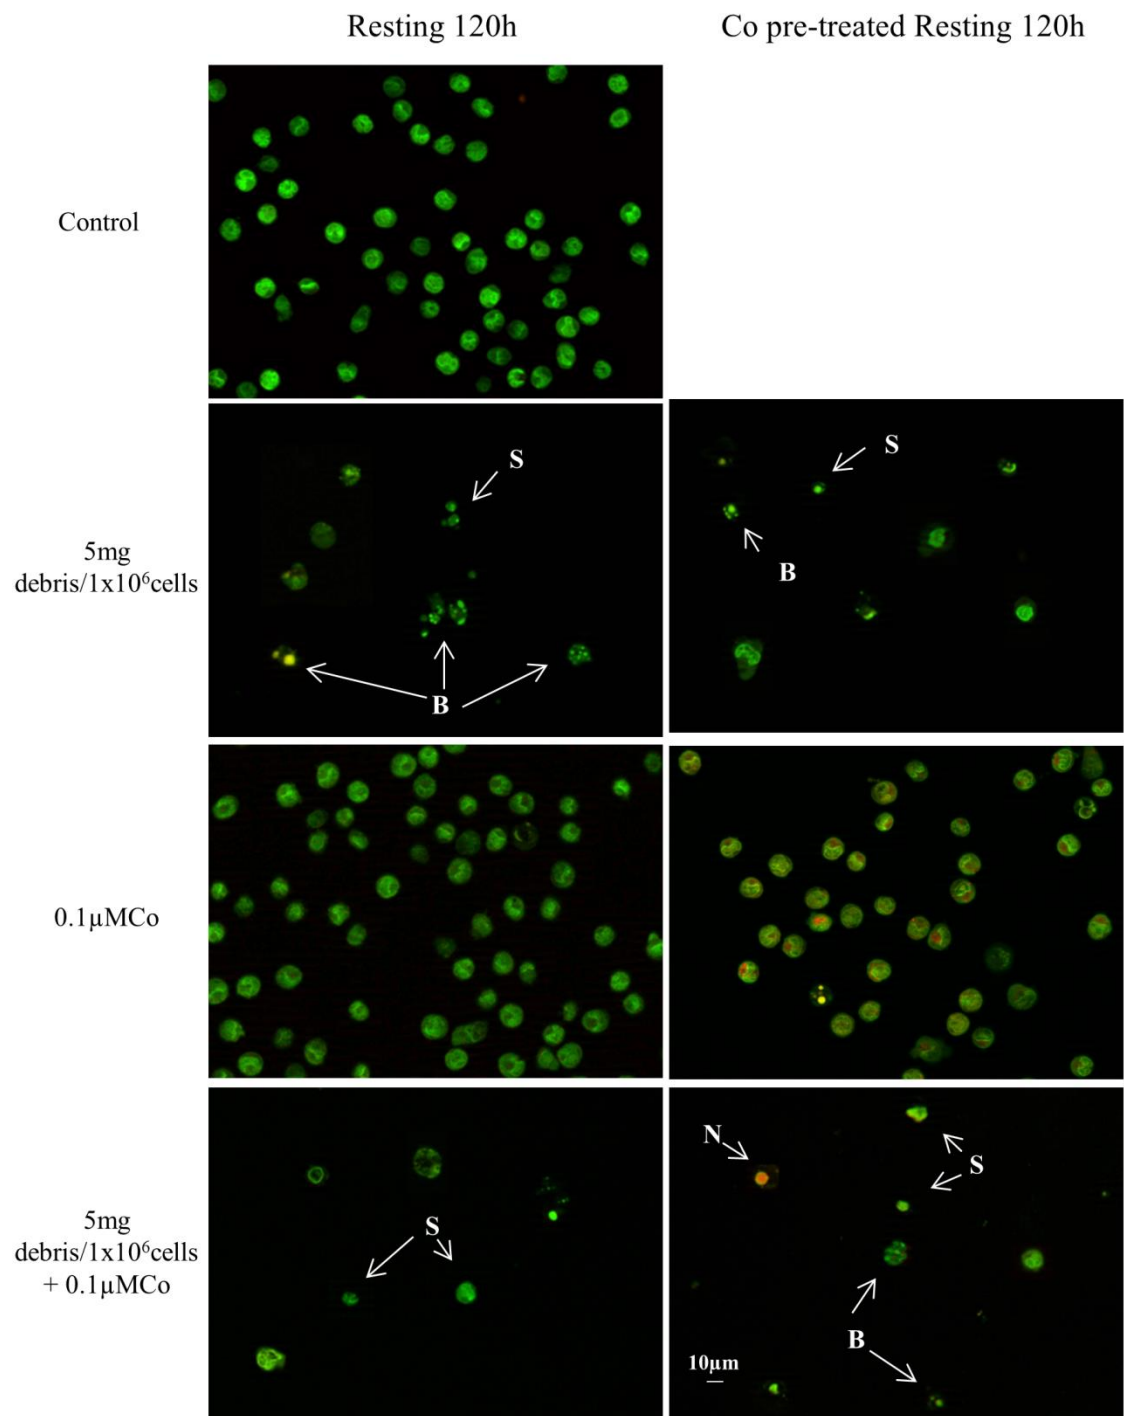 Resting 120h
Co pre-treated Resting 120h
Control
5mg
debris/1x10⁶cells
S
B
S
B
0.1µMCo
5mg
debris/1x10⁶cells
+ 0.1µMCo
S
N
S
B
10µm